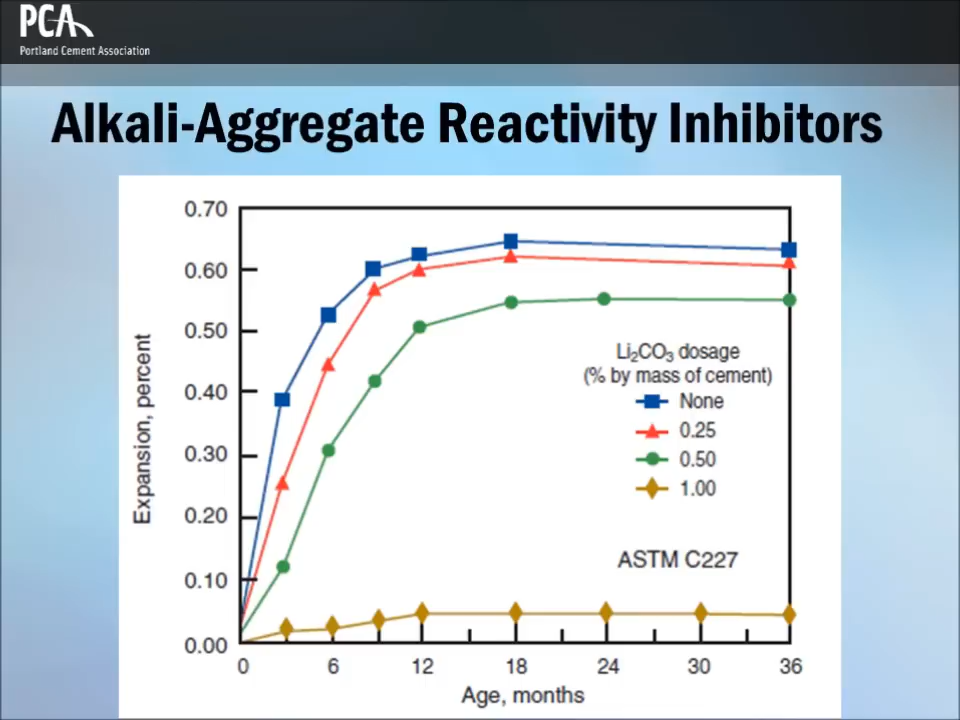 PCA
Portland Cement Association
Alkali-Aggregate Reactivity Inhibitors
0.70
0.60
0.50
0.40
0.30
0.20
0.10
0.00
Expansion, percent
Li₂CO₃ dosage
(% by mass of cement)
None
0.25
0.50
1.00
ASTM C227
0 6 12 18 24 30 36
Age, months